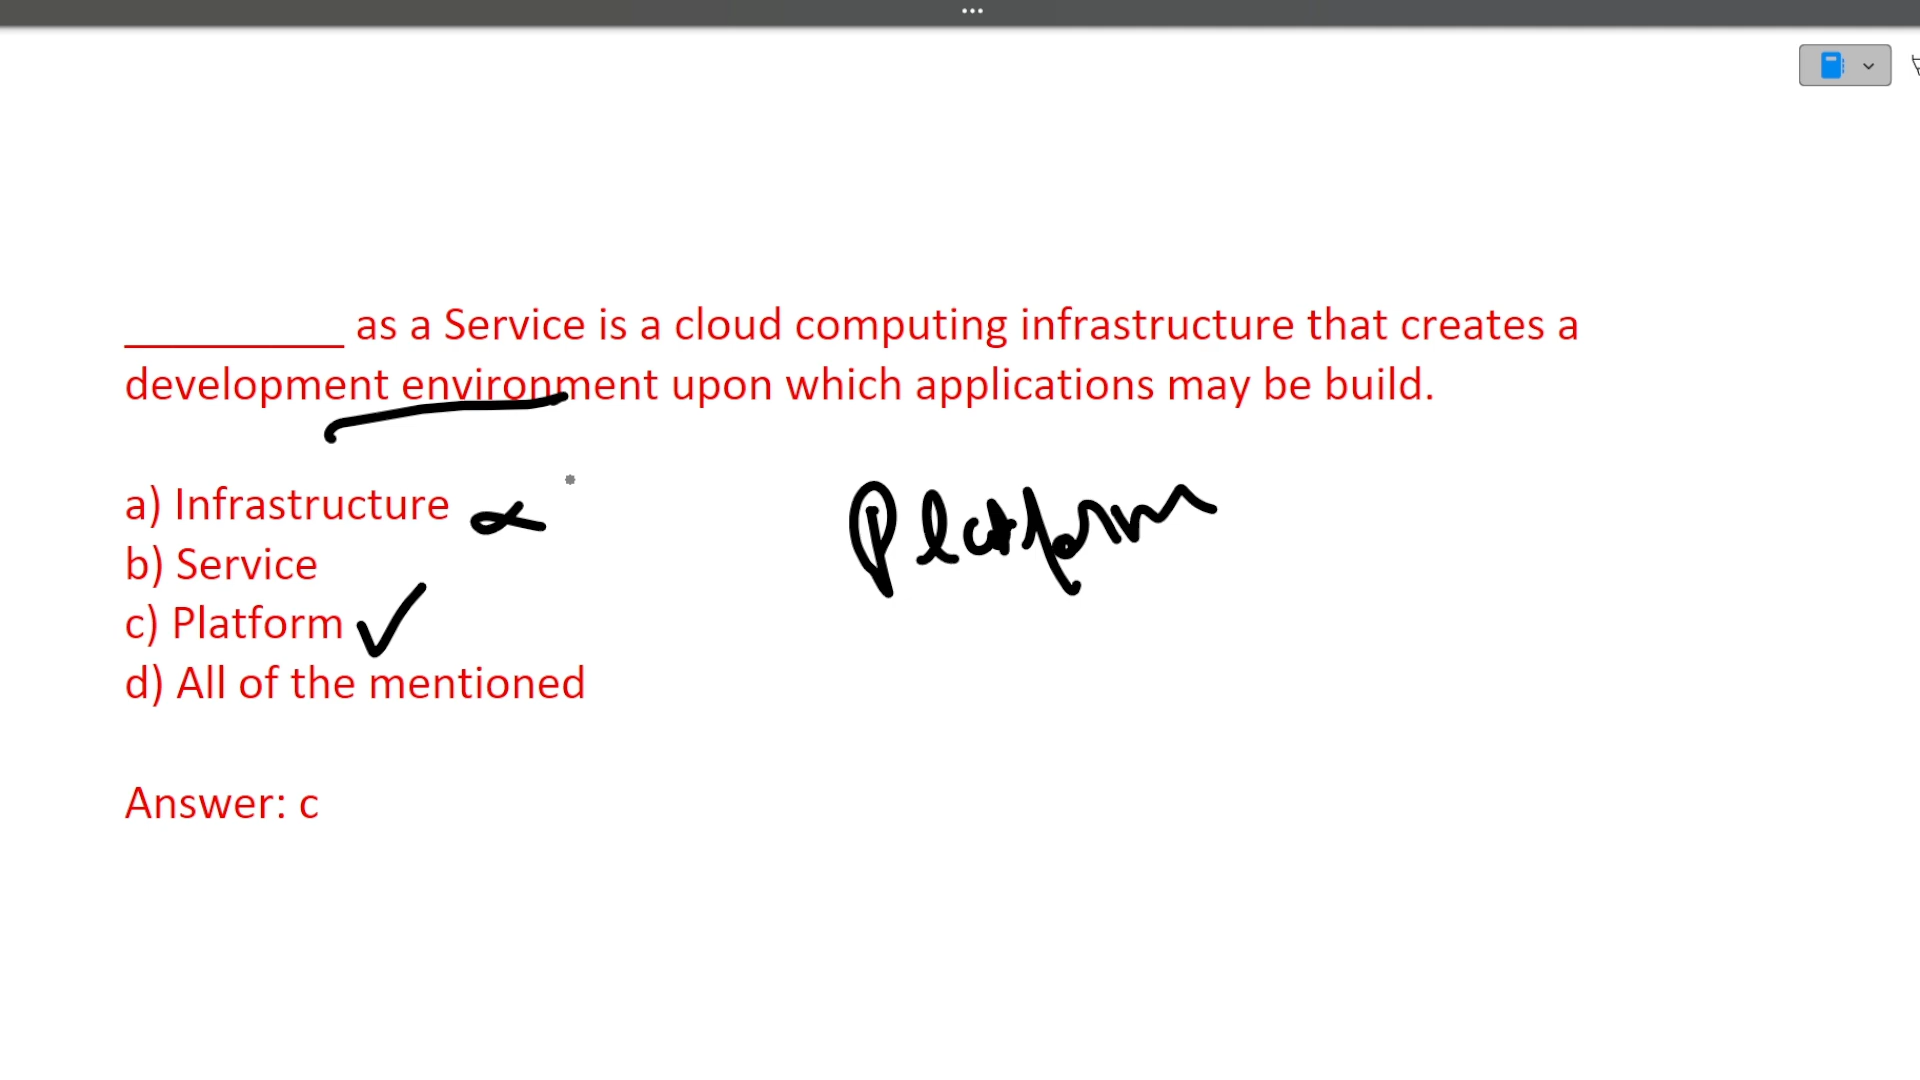 _________ as a Service is a cloud computing infrastructure that creates a
development environment upon which applications may be build.
a) Infrastructure
b) Service
c) Platform
d) All of the mentioned
Platform
Answer: c